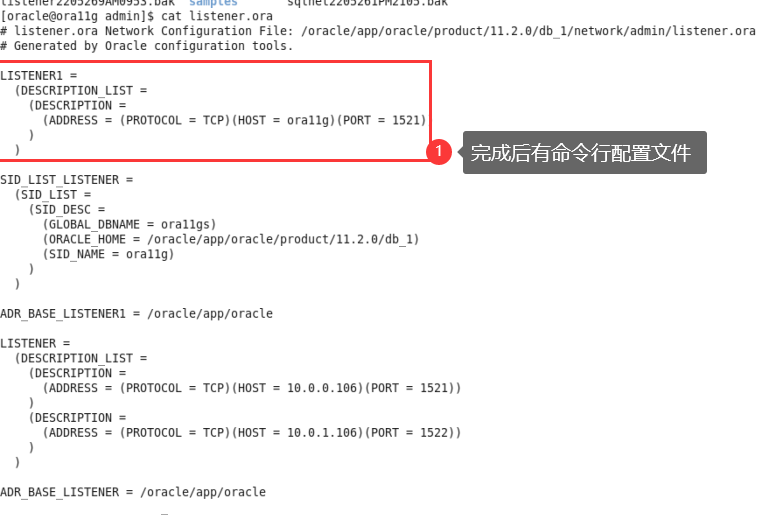 listener2205269AM0953.bak  samples       sqlnet2205261PM2105.bak
[oracle@ora11g admin]$ cat listener.ora
# listener.ora Network Configuration File: /oracle/app/oracle/product/11.2.0/db_1/network/admin/listener.ora
# Generated by Oracle configuration tools.
LISTENER1 =
  (DESCRIPTION_LIST =
    (DESCRIPTION =
      (ADDRESS = (PROTOCOL = TCP)(HOST = ora11g)(PORT = 1521)
    )
  )
1 完成后有命令行配置文件
SID_LIST_LISTENER =
  (SID_LIST =
    (SID_DESC =
      (GLOBAL_DBNAME = ora11gs)
      (ORACLE_HOME = /oracle/app/oracle/product/11.2.0/db_1)
      (SID_NAME = ora11g)
    )
  )
ADR_BASE_LISTENER1 = /oracle/app/oracle
LISTENER =
  (DESCRIPTION_LIST =
    (DESCRIPTION =
      (ADDRESS = (PROTOCOL = TCP)(HOST = 10.0.0.106)(PORT = 1521))
    )
    (DESCRIPTION =
      (ADDRESS = (PROTOCOL = TCP)(HOST = 10.0.1.106)(PORT = 1522))
    )
  )
ADR_BASE_LISTENER = /oracle/app/oracle